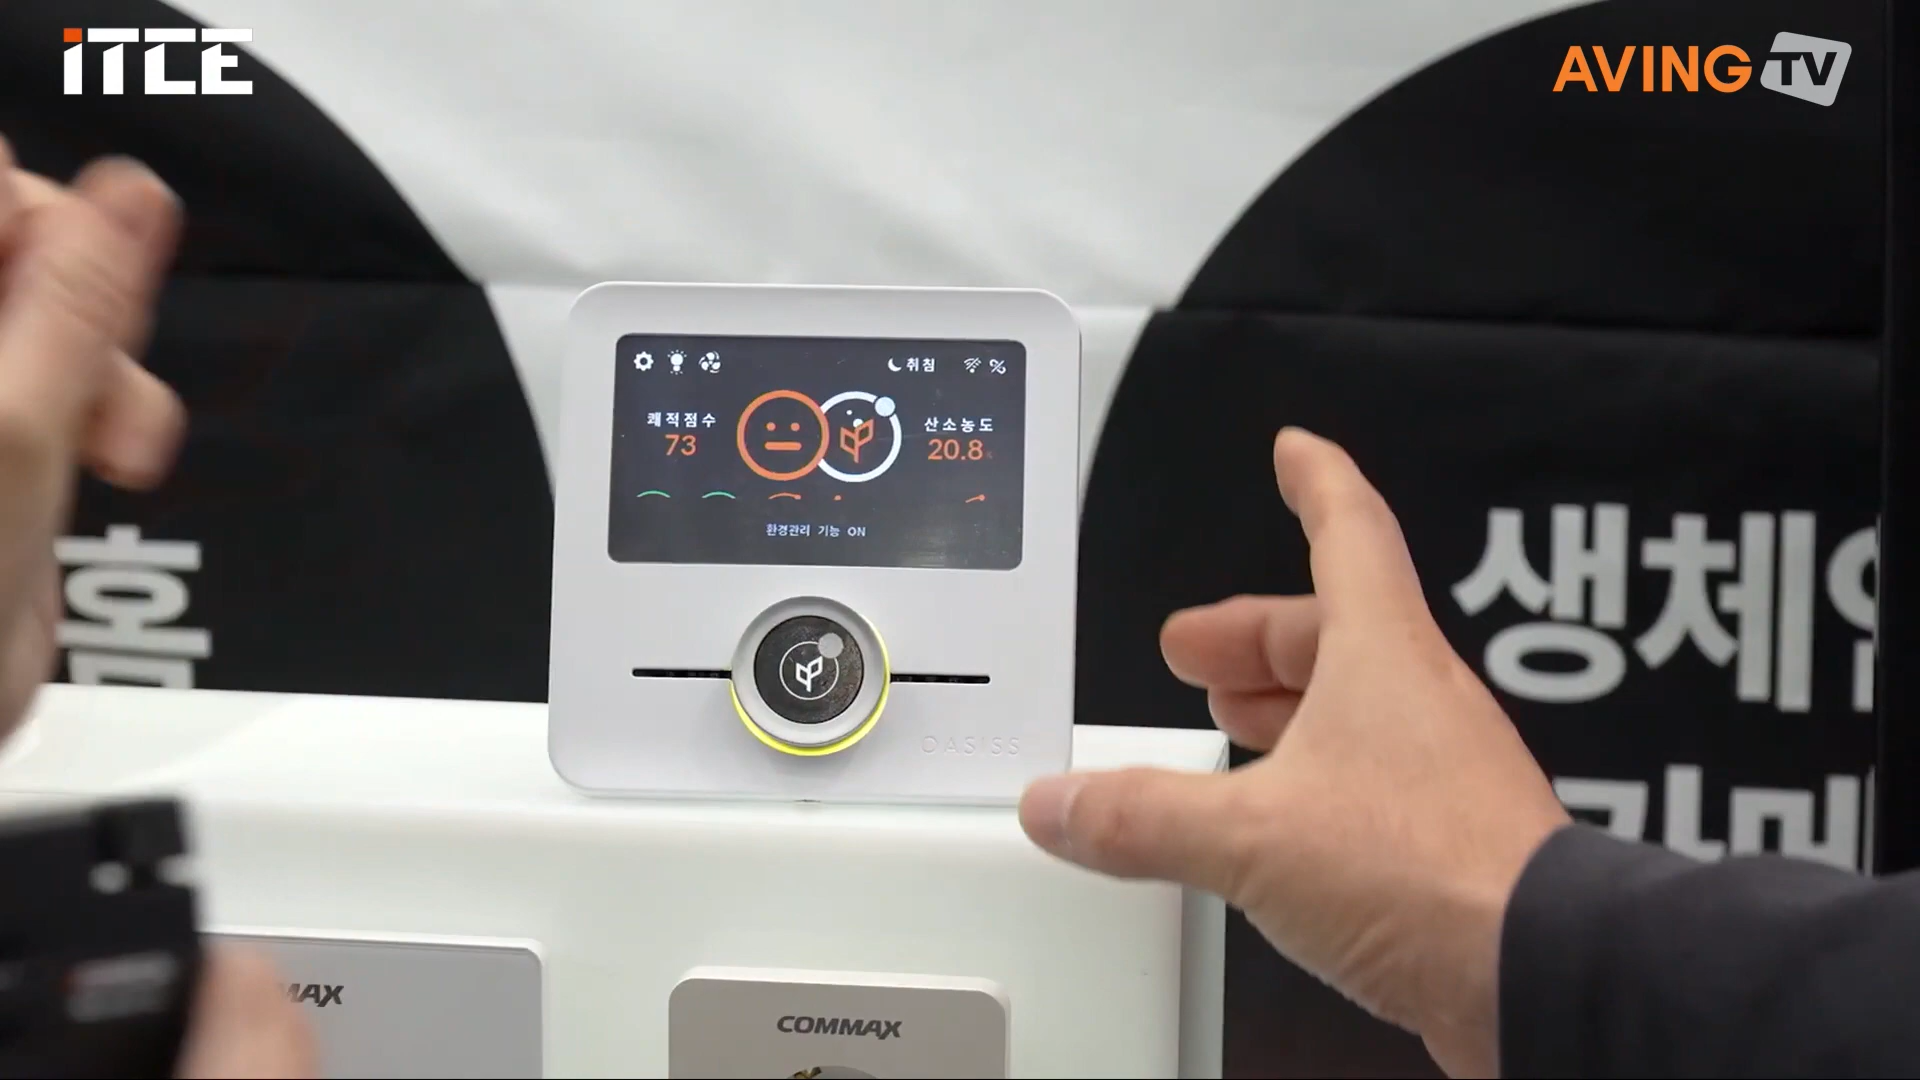 iTCE
AVING TV
취침
쾌적점수
73
산소농도
20.8
환경관리 기능 ON
홈
생체
OASISS
MAX
COMMAX